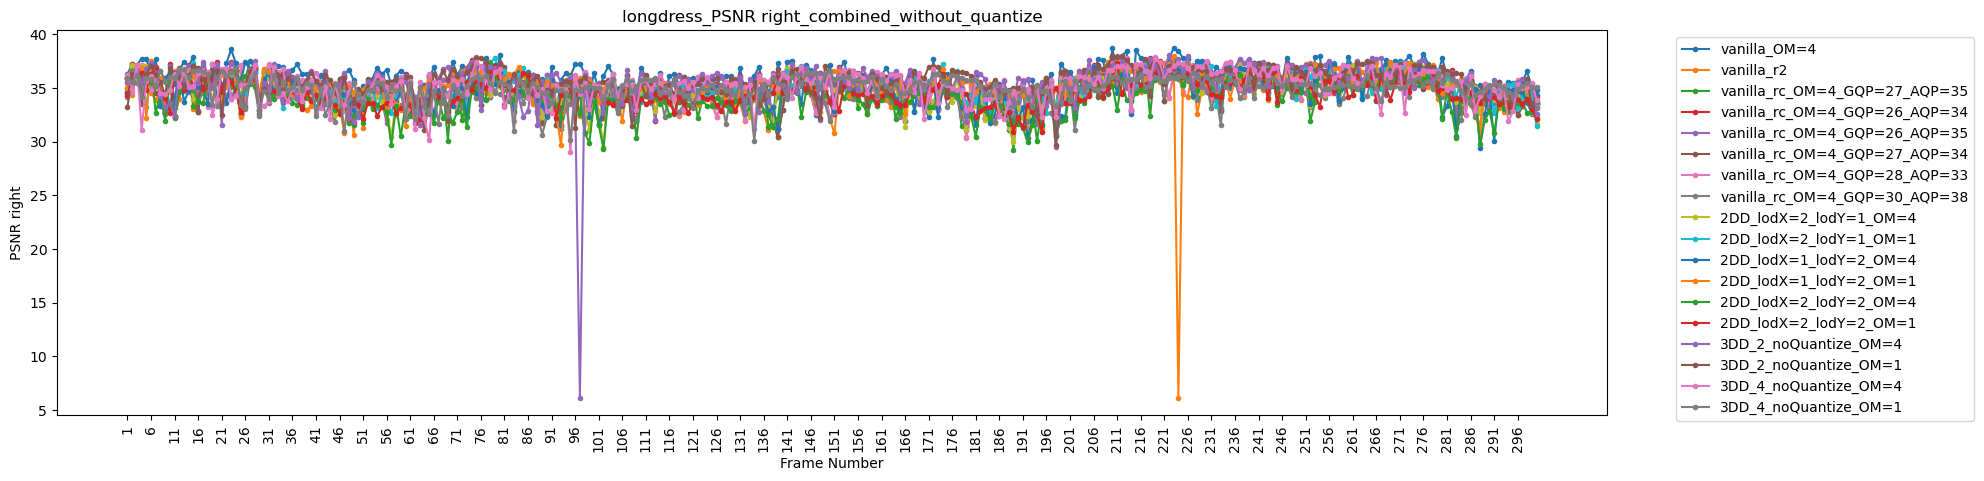 longdress_PSNR right_combined_without_quantize
PSNR right
40
35
30
25
20
15
10
5
1 6 11 16 21 26 31 36 41 46 51 56 61 66 71 76 81 86 91 96 101 106 111 116 121 126 131 136 141 146 151 156 161 166 171 176 181 186 191 196 201 206 211 216 221 226 231 236 241 246 251 256 261 266 271 276 281 286 291 296
Frame Number
vanilla_OM=4
vanilla_r2
vanilla_rc_OM=4_GQP=27_AQP=35
vanilla_rc_OM=4_GQP=26_AQP=34
vanilla_rc_OM=4_GQP=26_AQP=35
vanilla_rc_OM=4_GQP=27_AQP=34
vanilla_rc_OM=4_GQP=28_AQP=33
vanilla_rc_OM=4_GQP=30_AQP=38
2DD_lodX=2_lodY=1_OM=4
2DD_lodX=2_lodY=1_OM=1
2DD_lodX=1_lodY=2_OM=4
2DD_lodX=1_lodY=2_OM=1
2DD_lodX=2_lodY=2_OM=4
2DD_lodX=2_lodY=2_OM=1
3DD_2_noQuantize_OM=4
3DD_2_noQuantize_OM=1
3DD_4_noQuantize_OM=4
3DD_4_noQuantize_OM=1